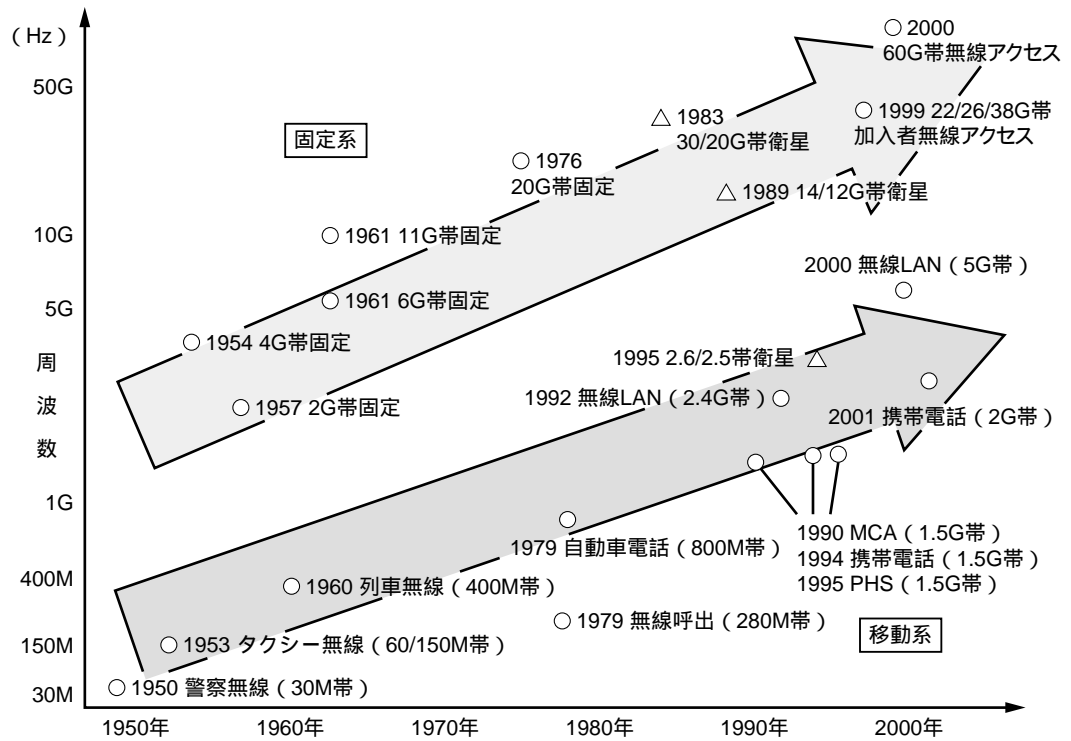 （Hz）
50G
10G
5G
周
波
数
1G
400M
150M
30M
固定系
2000
60G帯無線アクセス
1999 22/26/38G帯
加入者無線アクセス
1983
30/20G帯衛星
1976
20G帯固定
1989 14/12G帯衛星
1961 11G帯固定
1961 6G帯固定
1954 4G帯固定
1957 2G帯固定
2000 無線LAN（5G帯）
1995 2.6/2.5帯衛星
1992 無線LAN（2.4G帯）
2001 携帯電話（2G帯）
1990 MCA（1.5G帯）
1994 携帯電話（1.5G帯）
1995 PHS（1.5G帯）
1979 自動車電話（800M帯）
1960 列車無線（400M帯）
1979 無線呼出（280M帯）
移動系
1953 タクシー無線（60/150M帯）
1950 警察無線（30M帯）
1950年
1960年
1970年
1980年
1990年
2000年